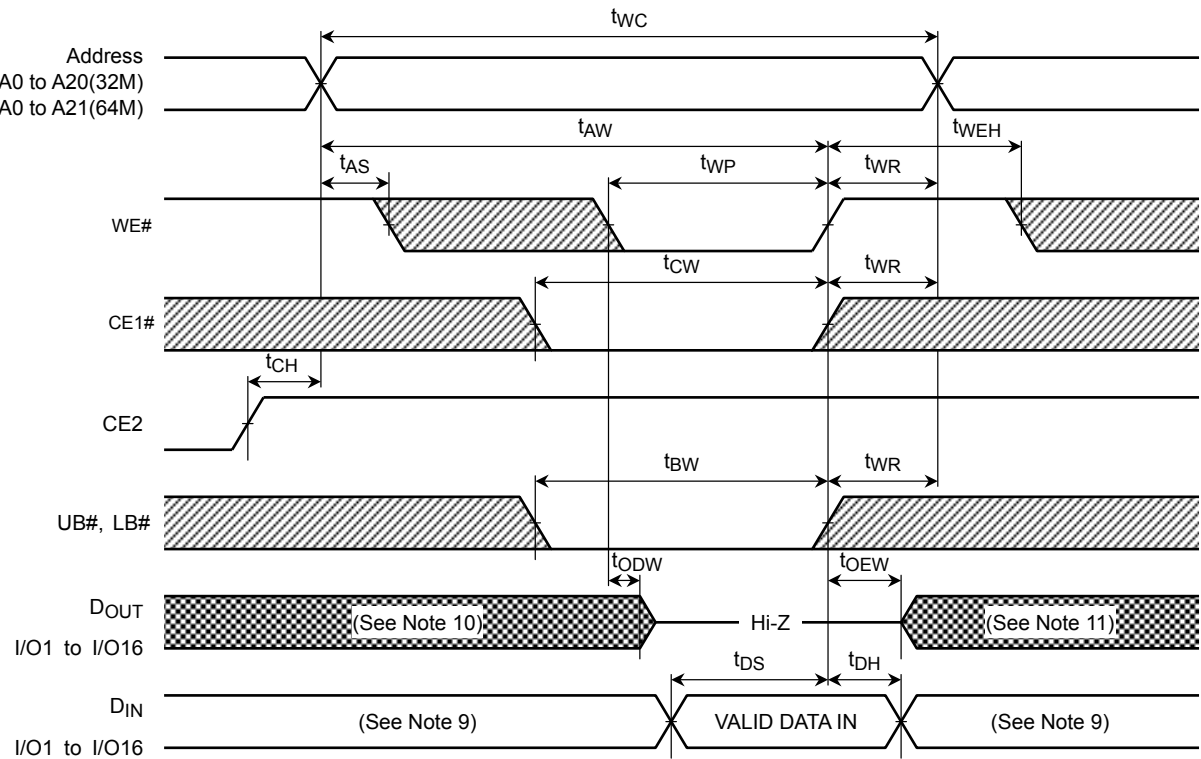 tWC
Address
A0 to A20(32M)
A0 to A21(64M)
tAW
tWEH
tAS
tWP
tWR
WE#
tCW
tWR
CE1#
tCH
CE2
tBW
tWR
UB#, LB#
tODW
tOEW
DOUT
(See Note 10)
Hi-Z
(See Note 11)
I/O1 to I/O16
tDS
tDH
DIN
(See Note 9)
VALID DATA IN
(See Note 9)
I/O1 to I/O16